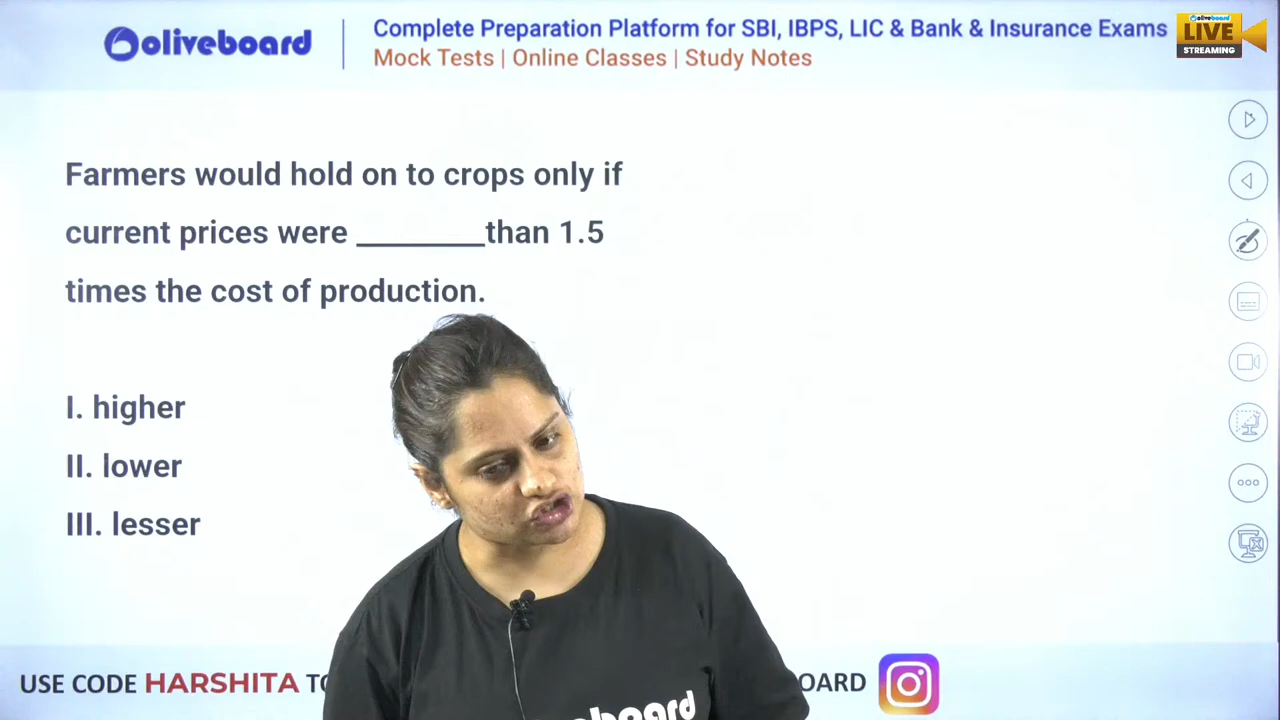 oliveboard
Complete Preparation Platform for SBI, IBPS, LIC & Bank & Insurance Exams
Mock Tests | Online Classes | Study Notes
oliveboard
LIVE
STREAMING
Farmers would hold on to crops only if
current prices were ________than 1.5
times the cost of production.
I. higher
II. lower
III. lesser
USE CODE HARSHITA